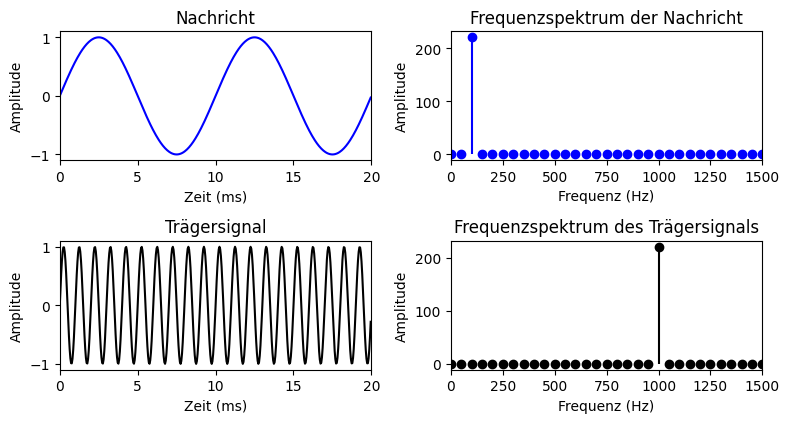 Nachricht
Amplitude
1
0
−1
0 5 10 15 20
Zeit (ms)
Frequenzspektrum der Nachricht
Amplitude
200
100
0
0 250 500 750 1000 1250 1500
Frequenz (Hz)
Trägersignal
Amplitude
1
0
−1
0 5 10 15 20
Zeit (ms)
Frequenzspektrum des Trägersignals
Amplitude
200
100
0
0 250 500 750 1000 1250 1500
Frequenz (Hz)